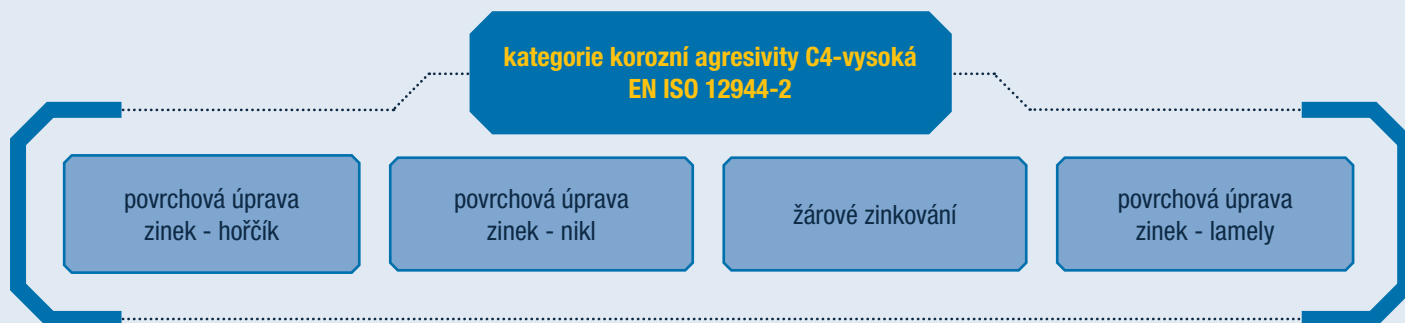 kategorie korozní agresivity C4-vysoká
EN ISO 12944-2
povrchová úprava
zinek - hořčík
povrchová úprava
zinek - nikl
žárové zinkování
povrchová úprava
zinek - lamely